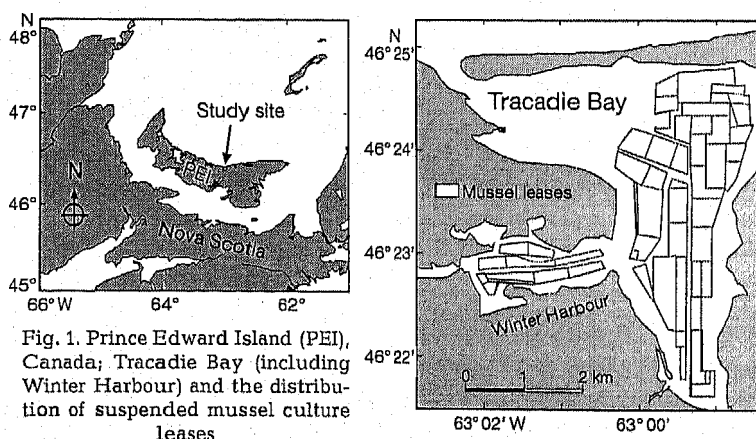 N
48°
47°
46°
45°
66°W
64°
62°
Study site
N
PEI
Nova Scotia
Fig. 1. Prince Edward Island (PEI),
Canada; Tracadie Bay (including
Winter Harbour) and the distribu-
tion of suspended mussel culture
leases
N
46°25'
46°24'
46°23'
46°22'
Tracadie Bay
Mussel leases
Winter Harbour
0 1 2 km
63°02' W
63°00'